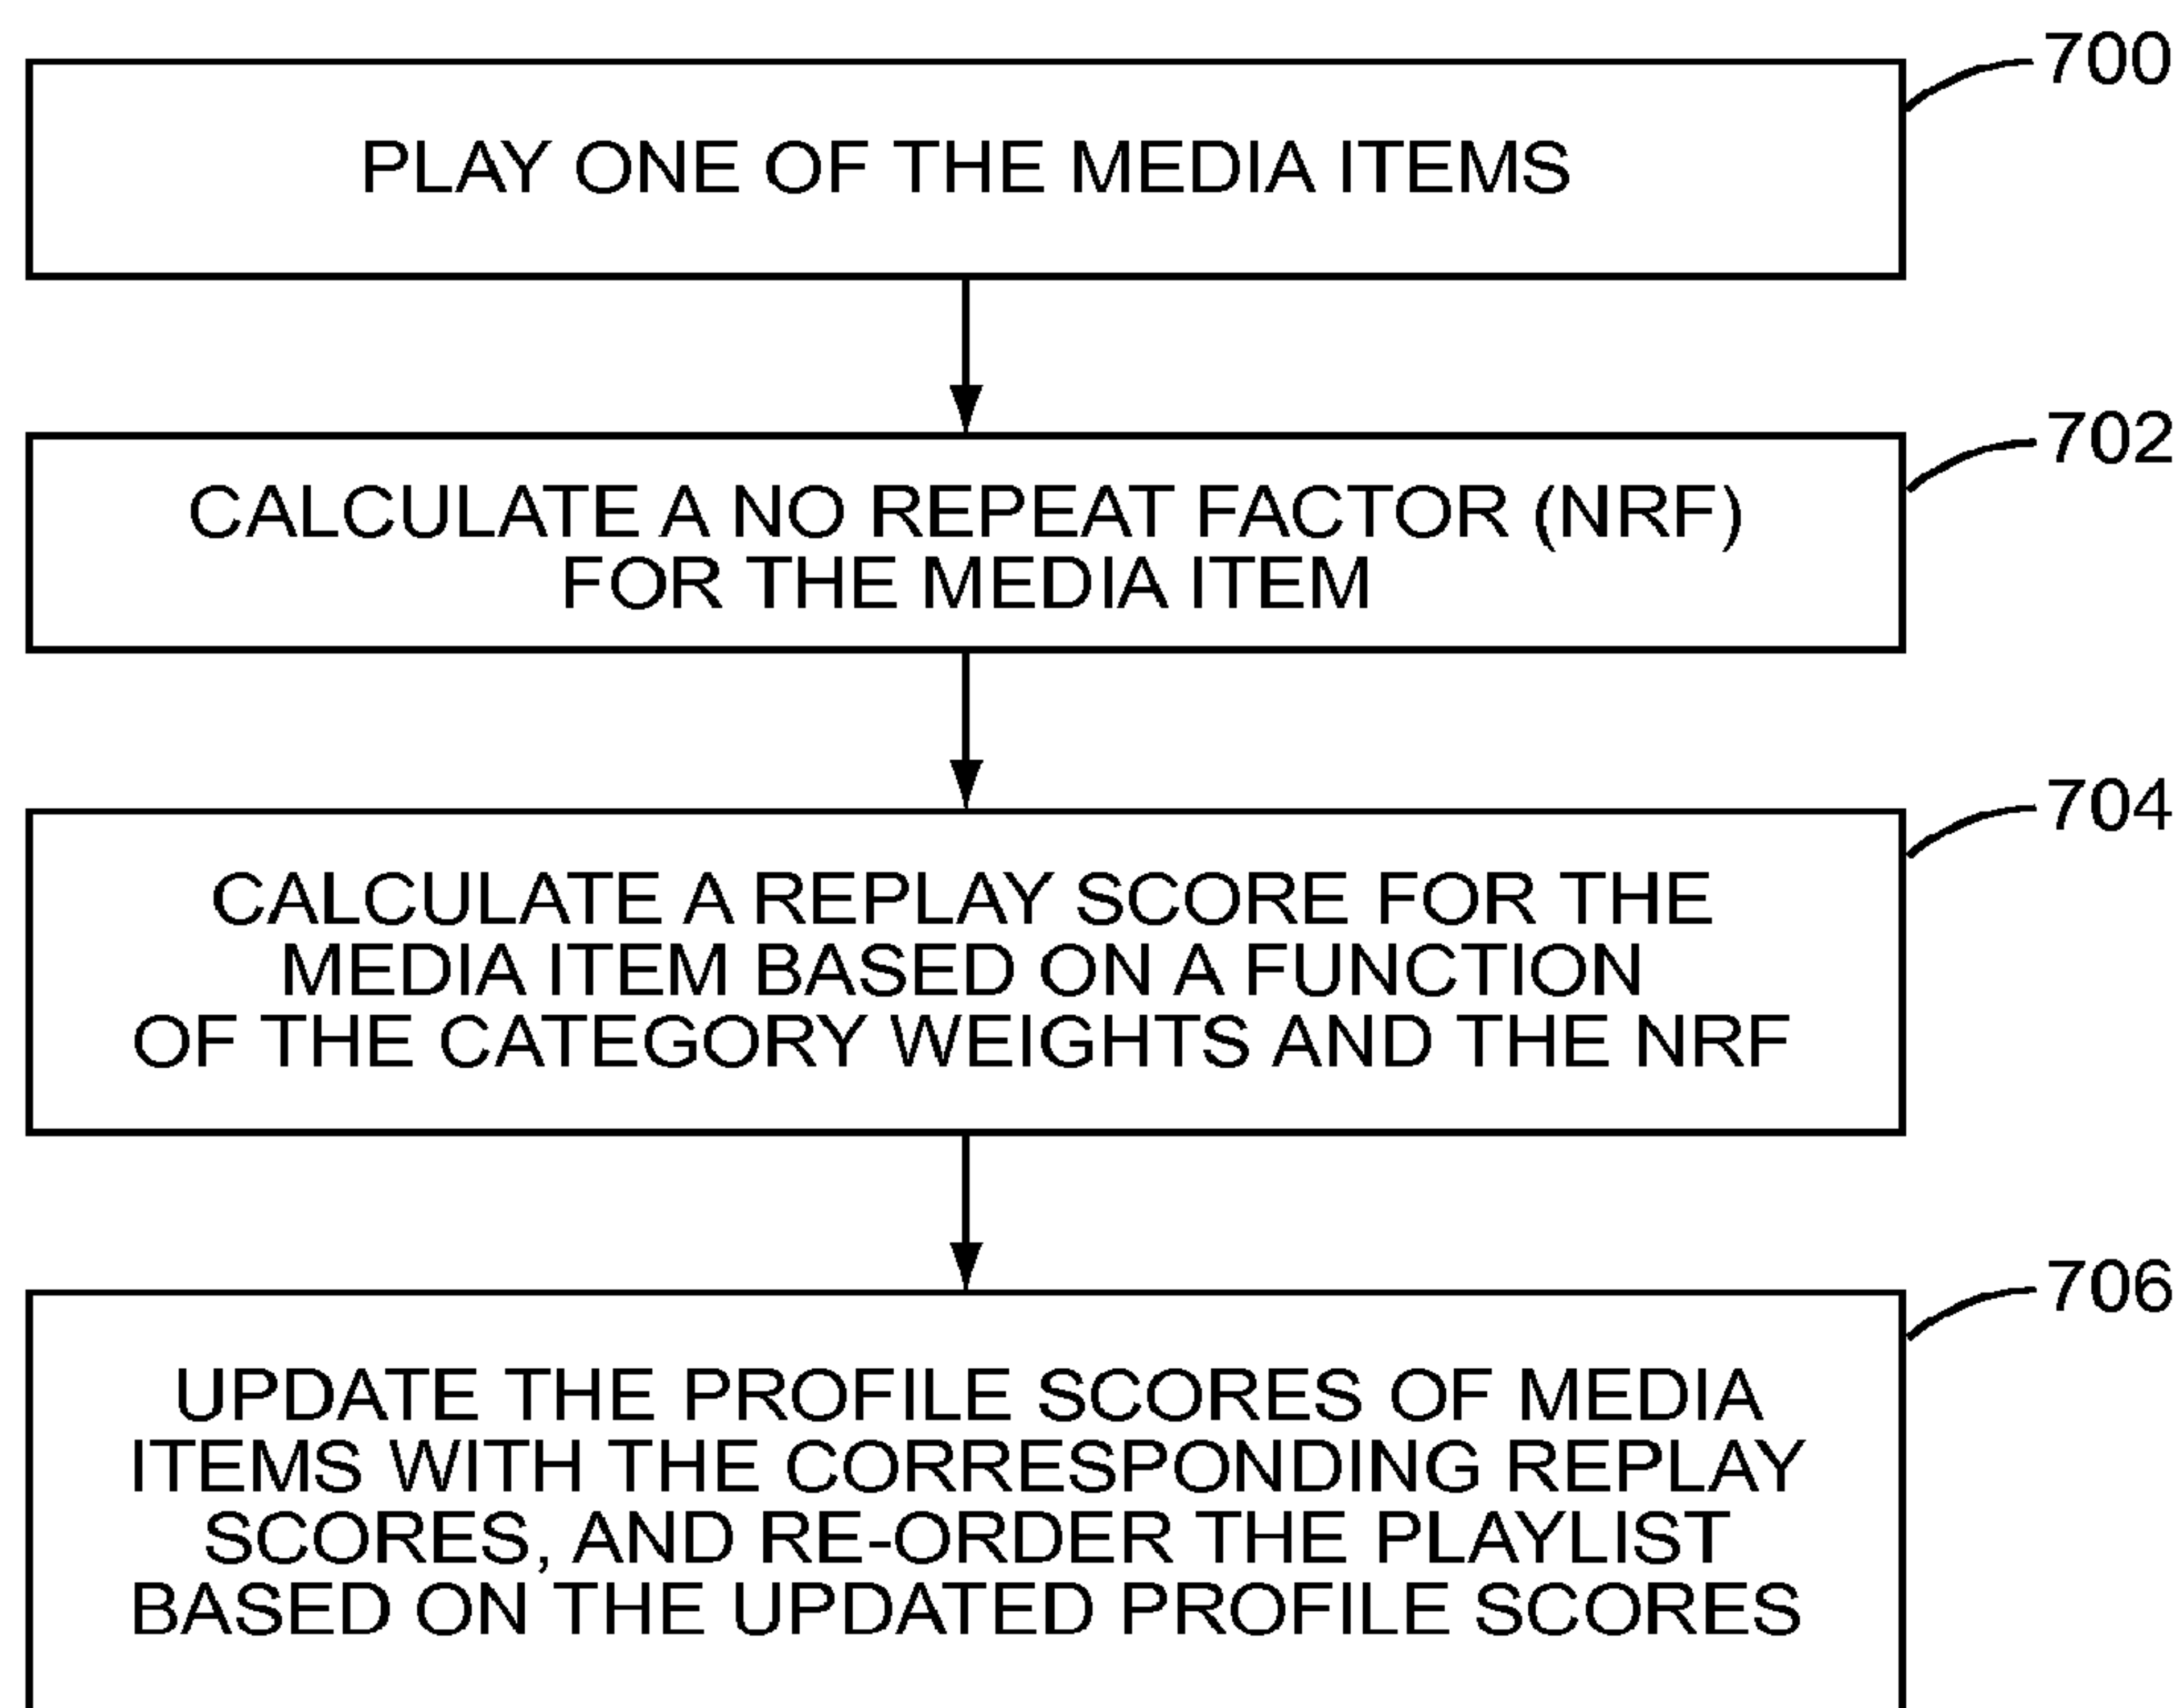 700
PLAY ONE OF THE MEDIA ITEMS
702
CALCULATE A NO REPEAT FACTOR (NRF)
FOR THE MEDIA ITEM
704
CALCULATE A REPLAY SCORE FOR THE
MEDIA ITEM BASED ON A FUNCTION
OF THE CATEGORY WEIGHTS AND THE NRF
706
UPDATE THE PROFILE SCORES OF MEDIA
ITEMS WITH THE CORRESPONDING REPLAY
SCORES, AND RE-ORDER THE PLAYLIST
BASED ON THE UPDATED PROFILE SCORES